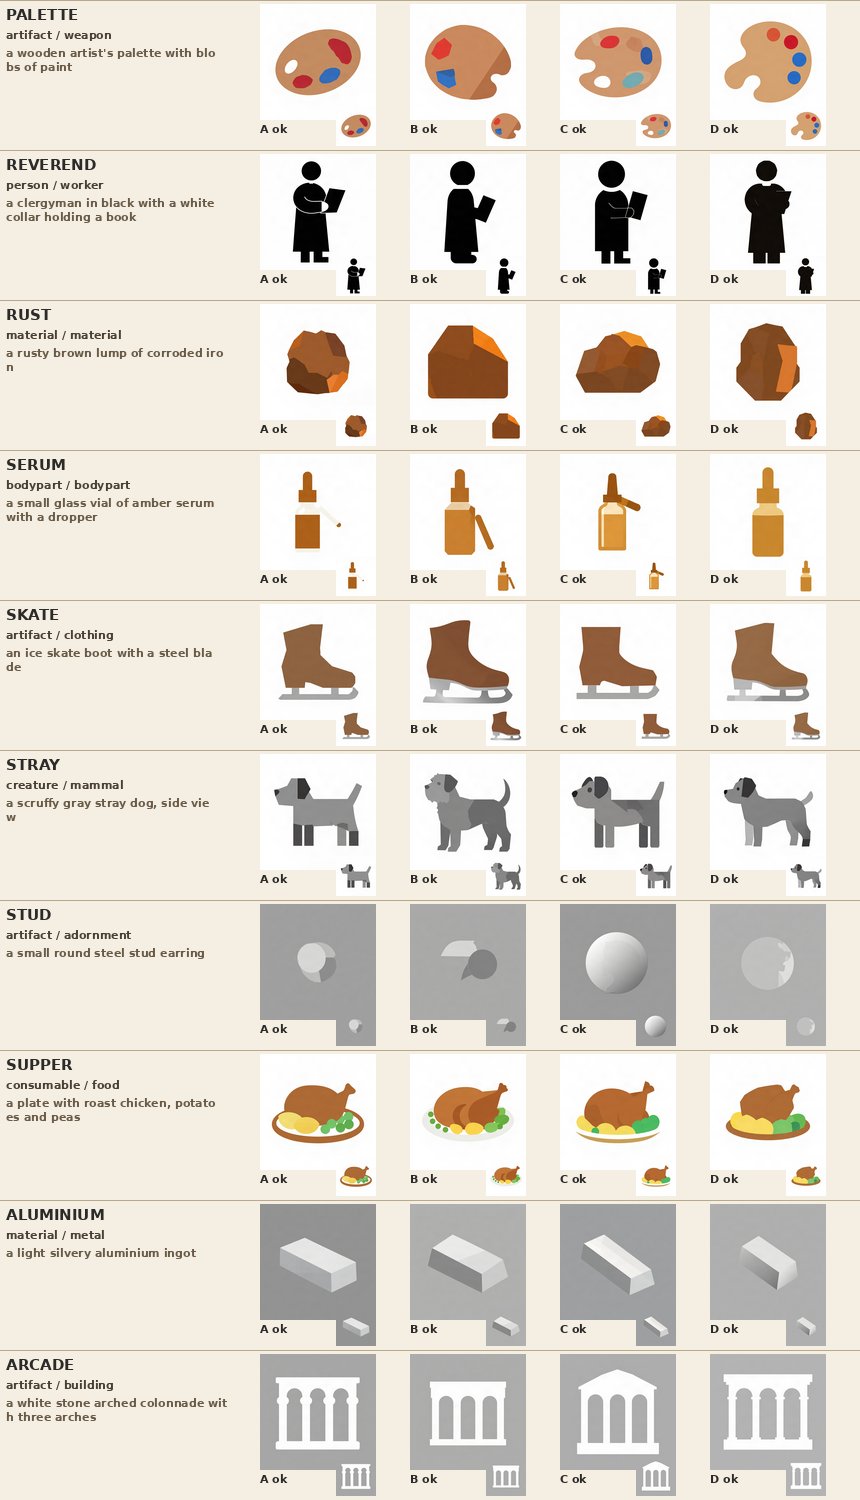 PALETTE
artifact / weapon
a wooden artist's palette with blo
bs of paint
A ok
B ok
C ok
D ok
REVEREND
person / worker
a clergyman in black with a white
collar holding a book
A ok
B ok
C ok
D ok
RUST
material / material
a rusty brown lump of corroded iro
n
A ok
B ok
C ok
D ok
SERUM
bodypart / bodypart
a small glass vial of amber serum
with a dropper
A ok
B ok
C ok
D ok
SKATE
artifact / clothing
an ice skate boot with a steel bla
de
A ok
B ok
C ok
D ok
STRAY
creature / mammal
a scruffy gray stray dog, side vie
w
A ok
B ok
C ok
D ok
STUD
artifact / adornment
a small round steel stud earring
A ok
B ok
C ok
D ok
SUPPER
consumable / food
a plate with roast chicken, potato
es and peas
A ok
B ok
C ok
D ok
ALUMINIUM
material / metal
a light silvery aluminium ingot
A ok
B ok
C ok
D ok
ARCADE
artifact / building
a white stone arched colonnade wit
h three arches
A ok
B ok
C ok
D ok